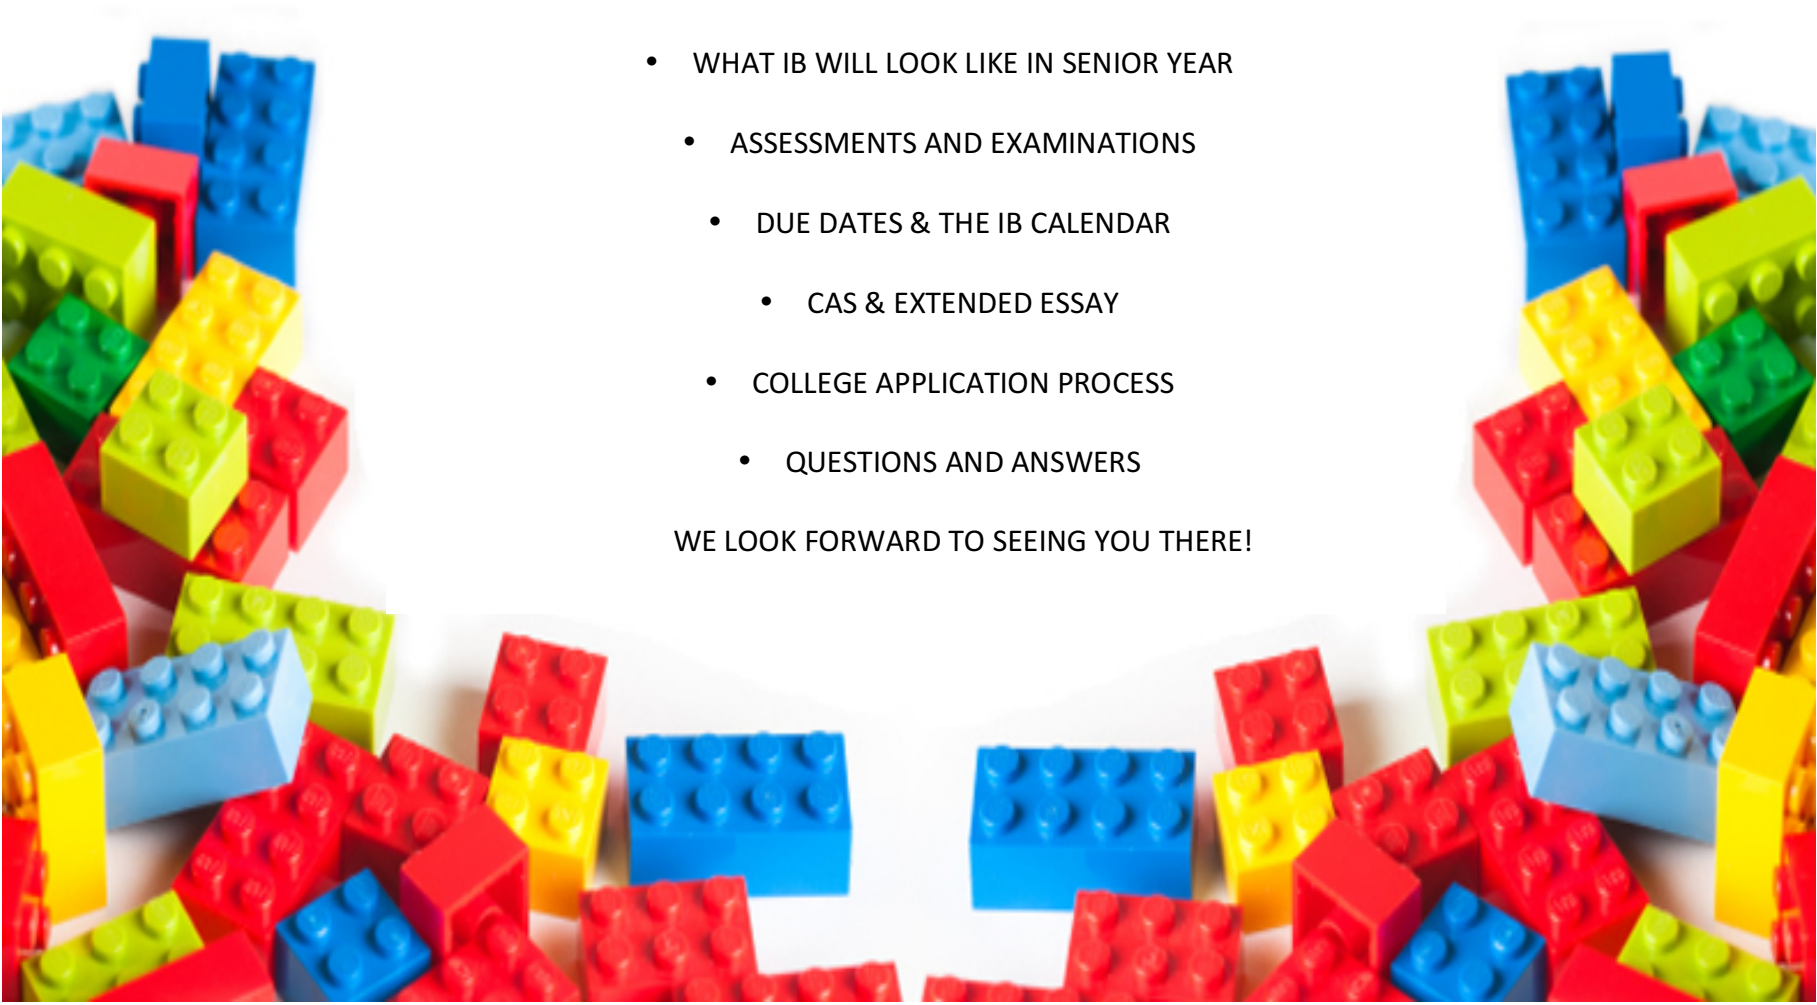 • WHAT IB WILL LOOK LIKE IN SENIOR YEAR
• ASSESSMENTS AND EXAMINATIONS
• DUE DATES & THE IB CALENDAR
• CAS & EXTENDED ESSAY
• COLLEGE APPLICATION PROCESS
• QUESTIONS AND ANSWERS
WE LOOK FORWARD TO SEEING YOU THERE!